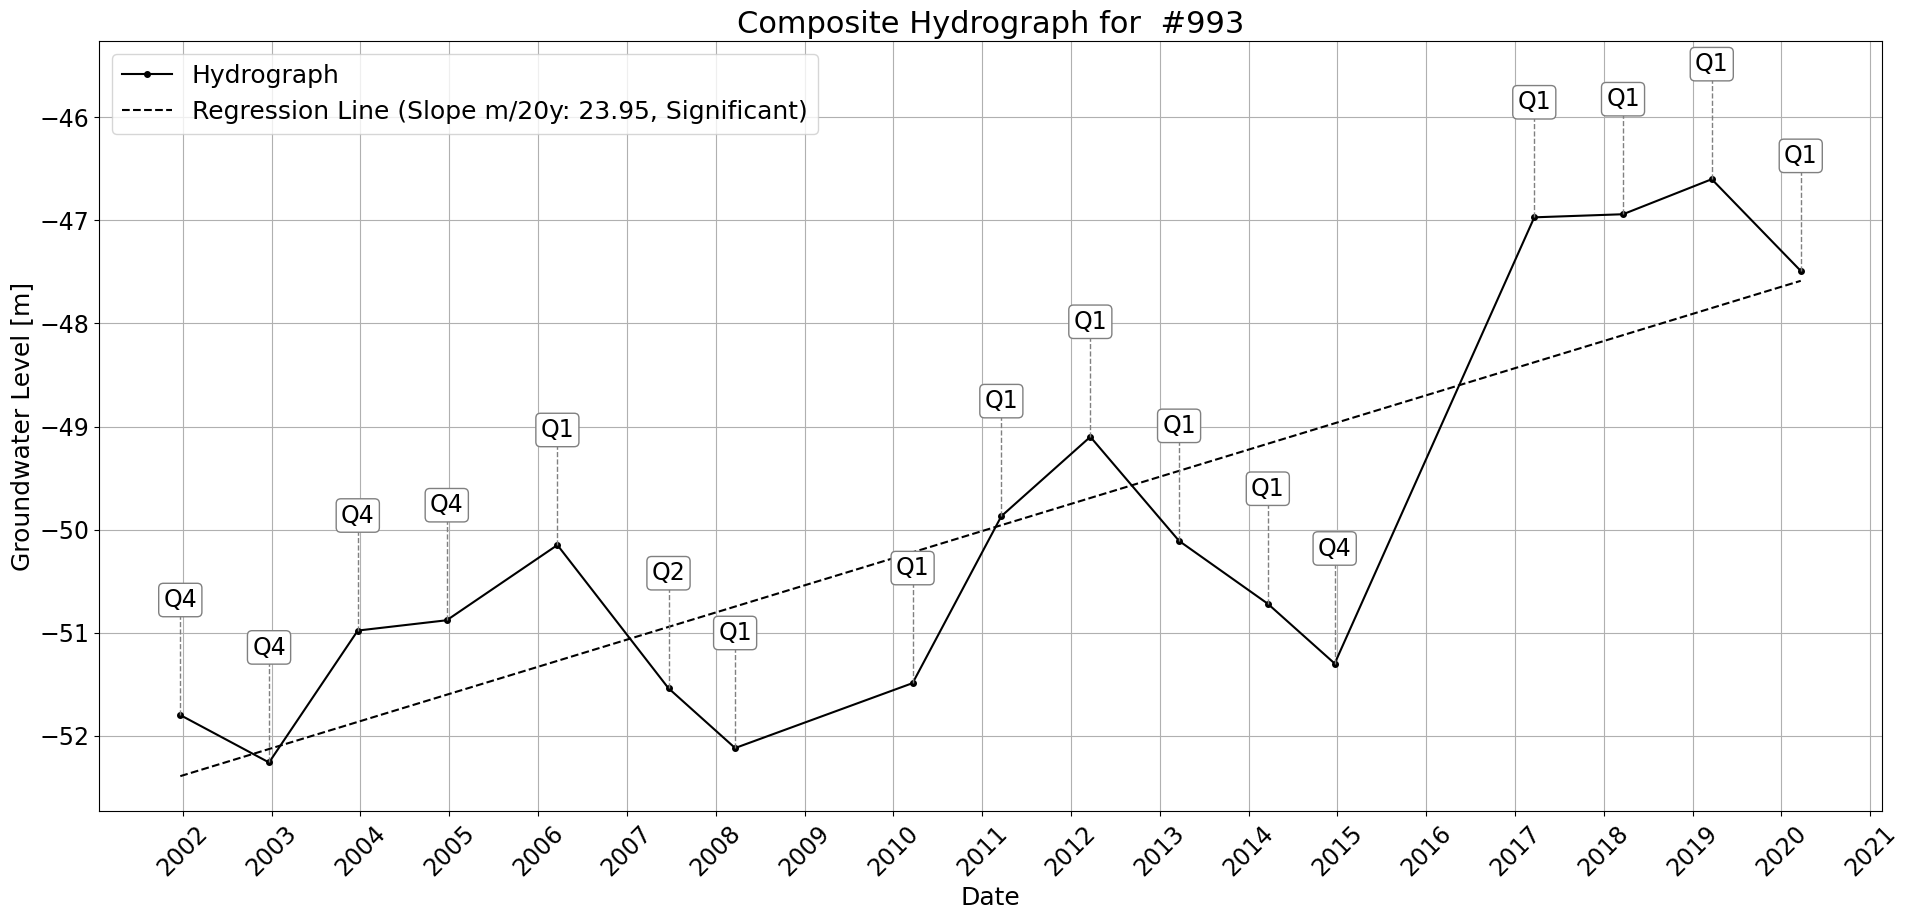 Composite Hydrograph for  #993
Hydrograph
Regression Line (Slope m/20y: 23.95, Significant)
Groundwater Level [m]
−46
−47
−48
−49
−50
−51
−52
Q4
Q4
Q4
Q4
Q1
Q2
Q1
Q1
Q1
Q1
Q1
Q1
Q4
Q1
Q1
Q1
Q1
2002
2003
2004
2005
2006
2007
2008
2009
2010
2011
2012
2013
2014
2015
2016
2017
2018
2019
2020
2021
Date